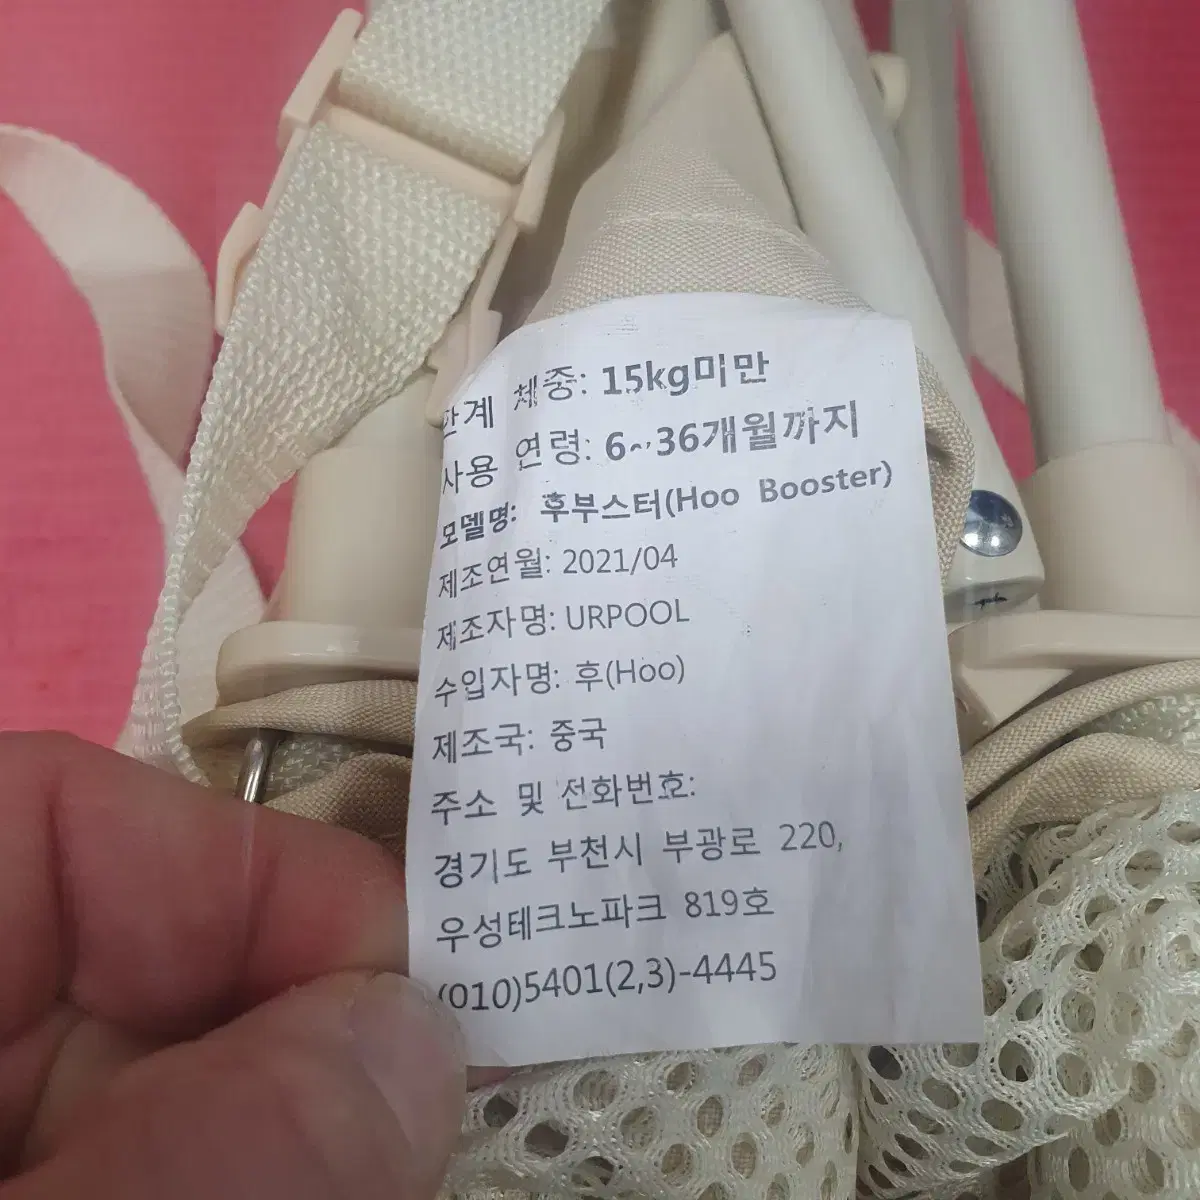 한계 체중: 15kg미만
사용 연령: 6~36개월까지
모델명: 후부스터(Hoo Booster)
제조연월: 2021/04
제조자명: URPOOL
수입자명: 후(Hoo)
제조국: 중국
주소 및 전화번호:
경기도 부천시 부광로 220,
우성테크노파크 819호
(010)5401(2,3)-4445